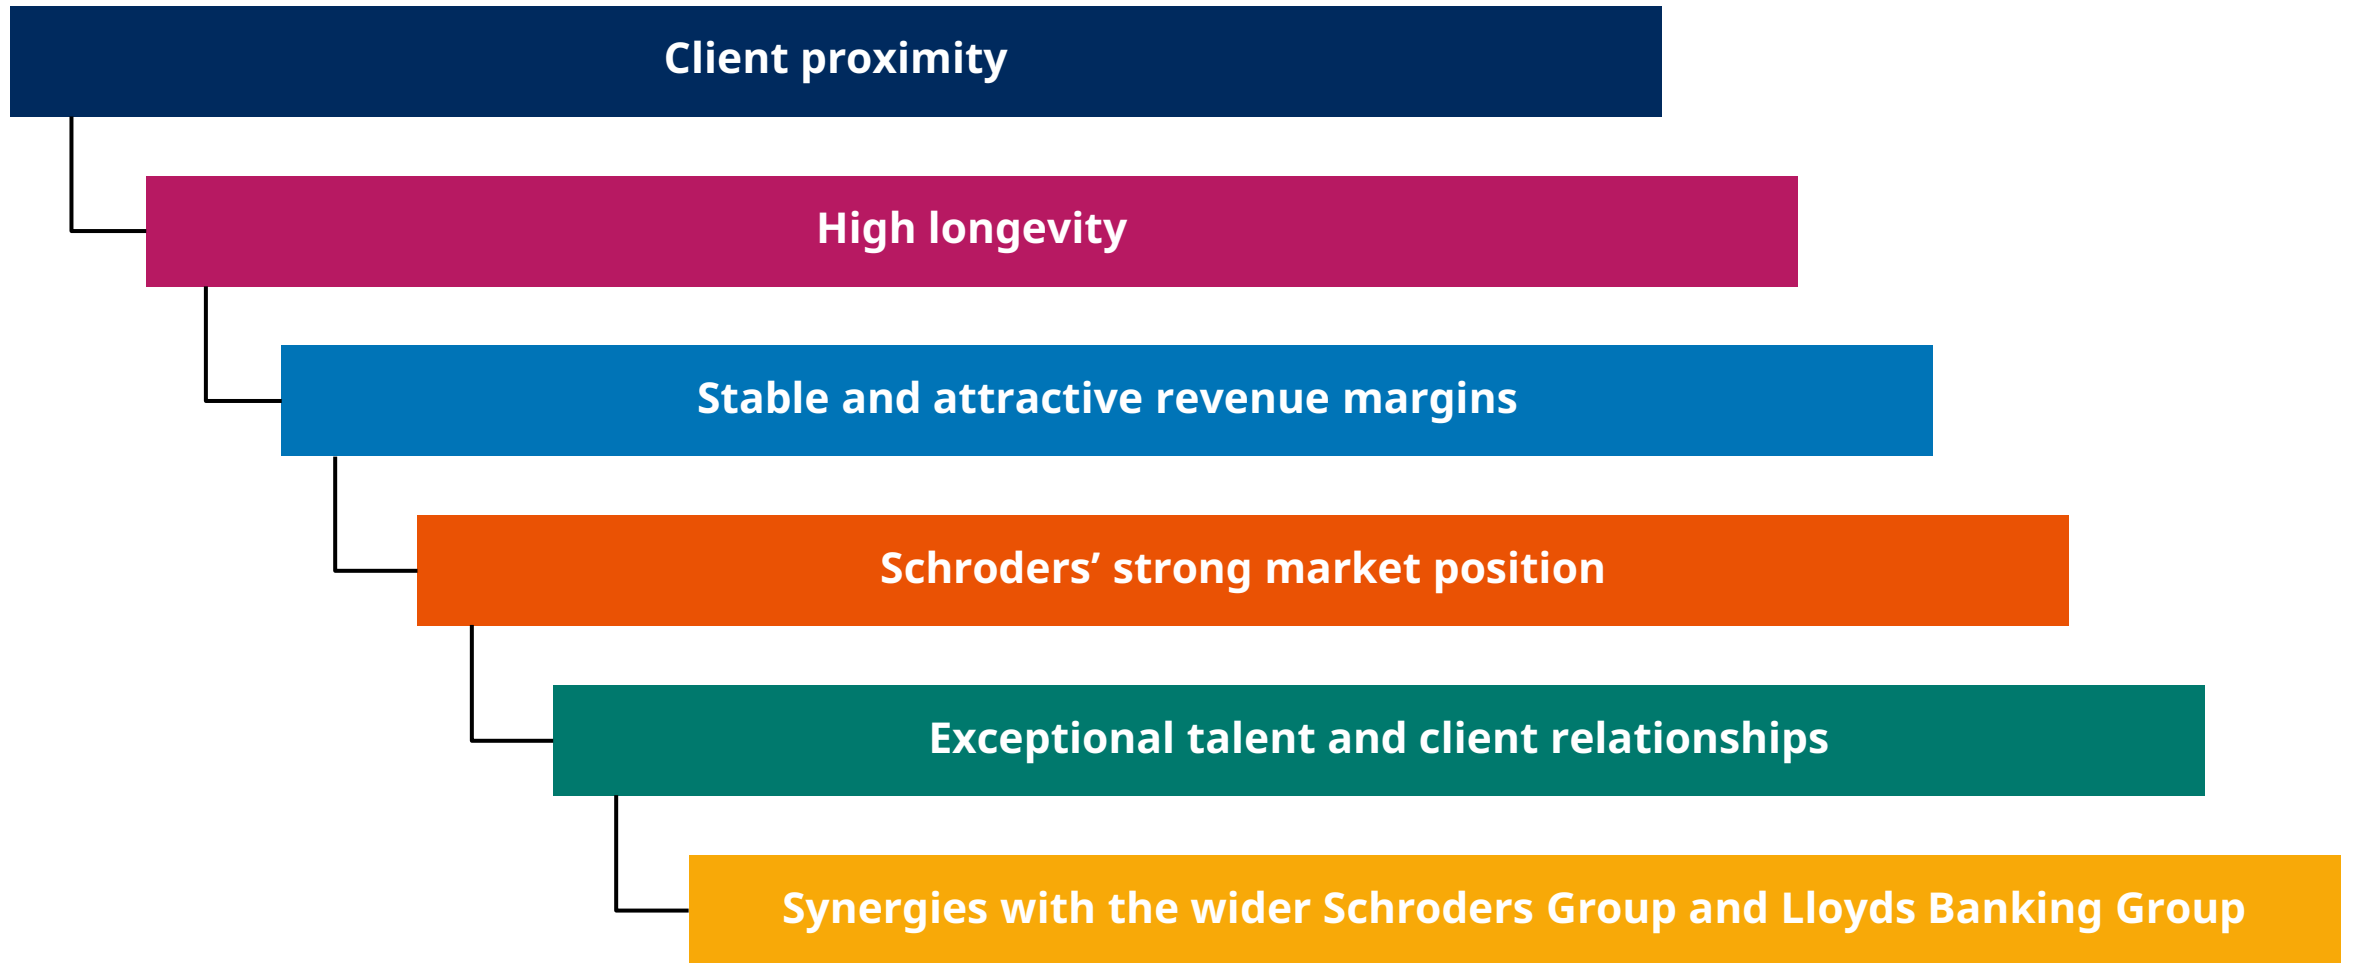 Client proximity
High longevity
Stable and attractive revenue margins
Schroders’ strong market position
Exceptional talent and client relationships
Synergies with the wider Schroders Group and Lloyds Banking Group